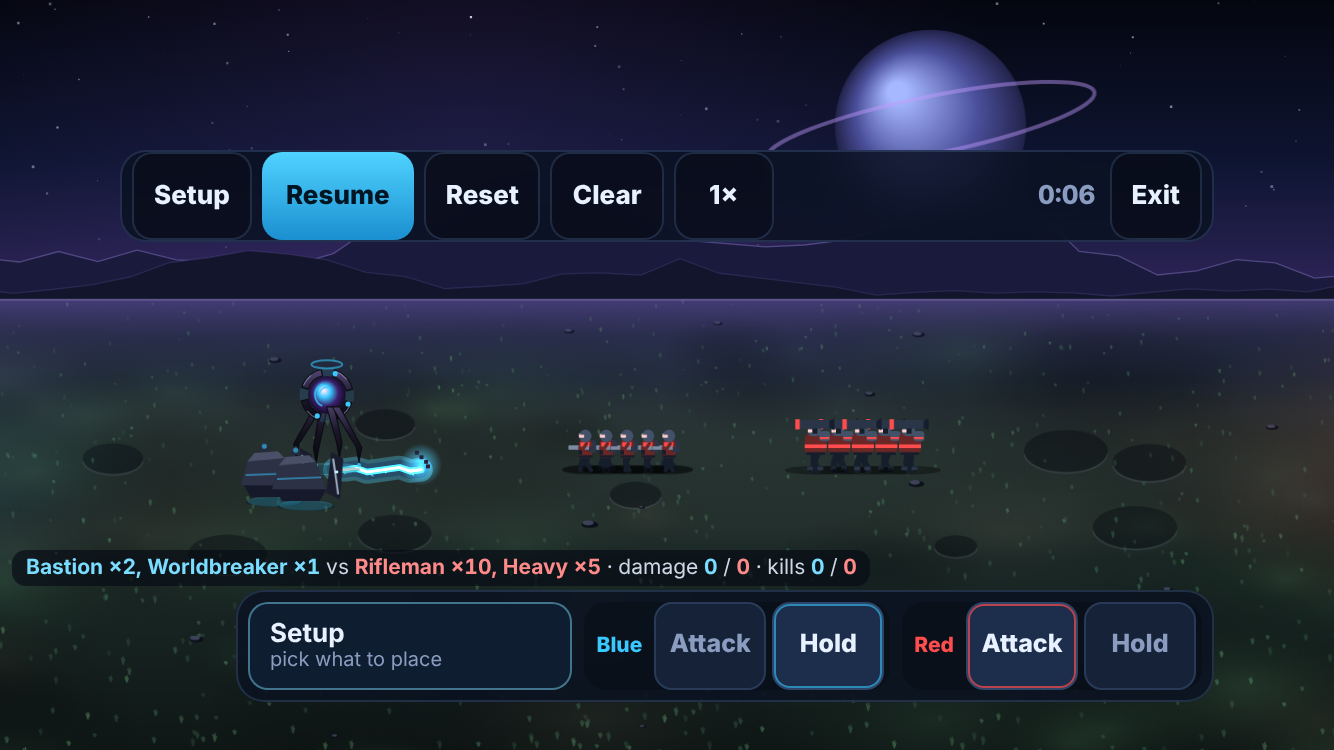 Setup
Resume
Reset
Clear
1×
0:06
Exit
Bastion ×2, Worldbreaker ×1 vs Rifleman ×10, Heavy ×5 · damage 0 / 0 · kills 0 / 0
Setup
pick what to place
Blue
Attack
Hold
Red
Attack
Hold